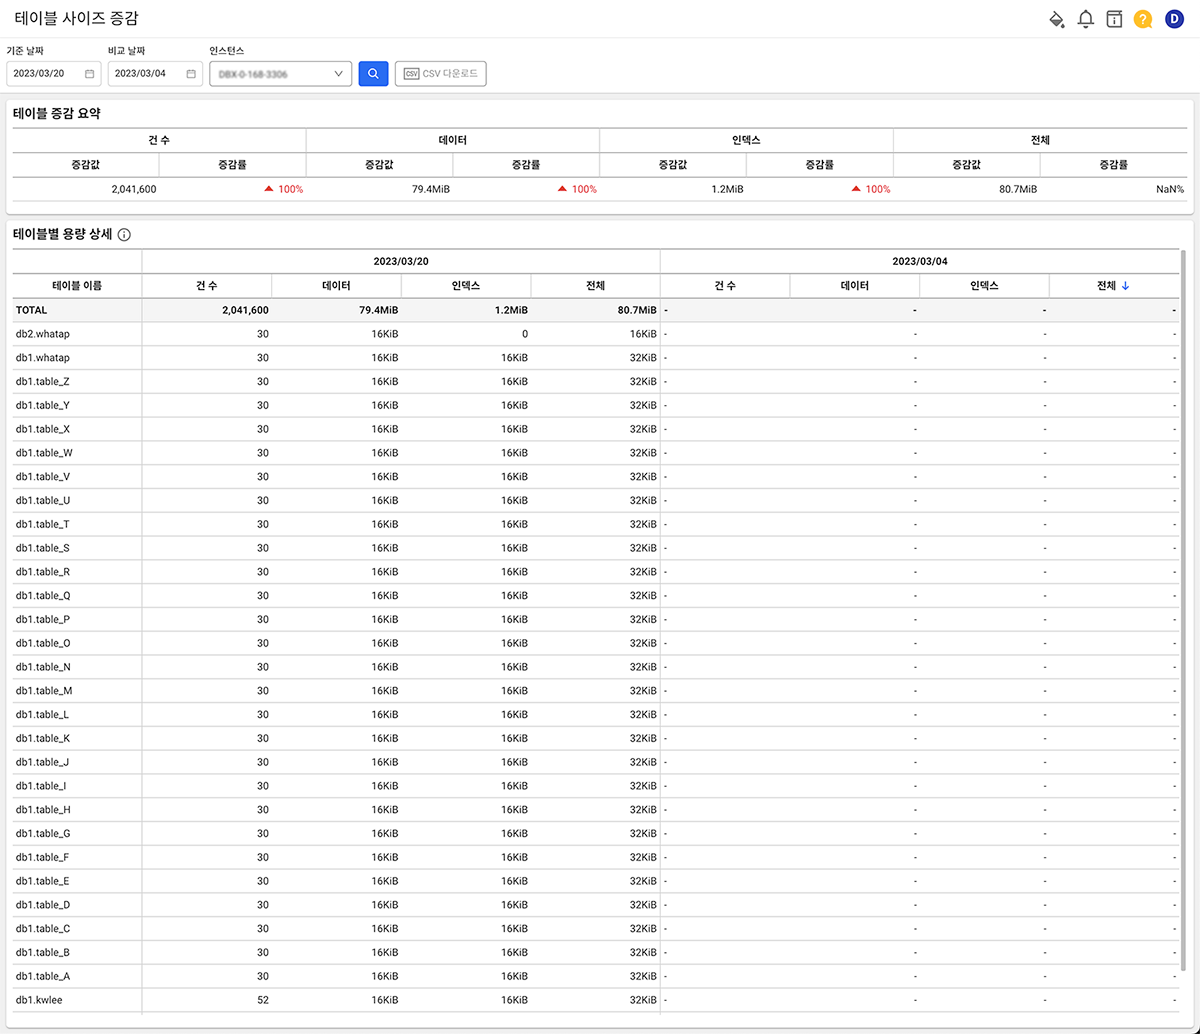 테이블 사이즈 증감
? D
기준 날짜 비교 날짜 인스턴스
2023/03/20 2023/03/04 DBX-0-168-3306 CSV CSV 다운로드
테이블 증감 요약
건 수 데이터 인덱스 전체
증감값 증감률 증감값 증감률 증감값 증감률 증감값 증감률
2,041,600 100% 79.4MiB 100% 1.2MiB 100% 80.7MiB NaN%
테이블별 용량 상세
2023/03/20 2023/03/04
테이블 이름 건 수 데이터 인덱스 전체 건 수 데이터 인덱스 전체
TOTAL 2,041,600 79.4MiB 1.2MiB 80.7MiB - - - -
db2.whatap 30 16KiB 0 16KiB - - - -
db1.whatap 30 16KiB 16KiB 32KiB - - - -
db1.table_Z 30 16KiB 16KiB 32KiB - - - -
db1.table_Y 30 16KiB 16KiB 32KiB - - - -
db1.table_X 30 16KiB 16KiB 32KiB - - - -
db1.table_W 30 16KiB 16KiB 32KiB - - - -
db1.table_V 30 16KiB 16KiB 32KiB - - - -
db1.table_U 30 16KiB 16KiB 32KiB - - - -
db1.table_T 30 16KiB 16KiB 32KiB - - - -
db1.table_S 30 16KiB 16KiB 32KiB - - - -
db1.table_R 30 16KiB 16KiB 32KiB - - - -
db1.table_Q 30 16KiB 16KiB 32KiB - - - -
db1.table_P 30 16KiB 16KiB 32KiB - - - -
db1.table_O 30 16KiB 16KiB 32KiB - - - -
db1.table_N 30 16KiB 16KiB 32KiB - - - -
db1.table_M 30 16KiB 16KiB 32KiB - - - -
db1.table_L 30 16KiB 16KiB 32KiB - - - -
db1.table_K 30 16KiB 16KiB 32KiB - - - -
db1.table_J 30 16KiB 16KiB 32KiB - - - -
db1.table_I 30 16KiB 16KiB 32KiB - - - -
db1.table_H 30 16KiB 16KiB 32KiB - - - -
db1.table_G 30 16KiB 16KiB 32KiB - - - -
db1.table_F 30 16KiB 16KiB 32KiB - - - -
db1.table_E 30 16KiB 16KiB 32KiB - - - -
db1.table_D 30 16KiB 16KiB 32KiB - - - -
db1.table_C 30 16KiB 16KiB 32KiB - - - -
db1.table_B 30 16KiB 16KiB 32KiB - - - -
db1.table_A 30 16KiB 16KiB 32KiB - - - -
db1.kwlee 52 16KiB 16KiB 32KiB - - - -